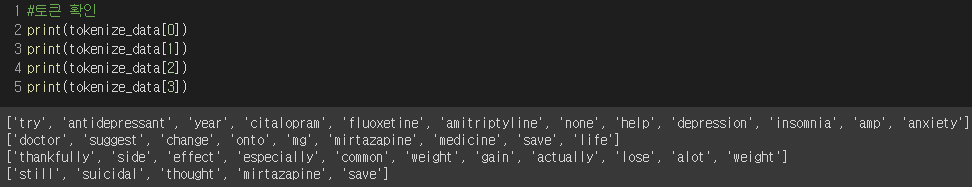 1 #토큰 확인
2 print(tokenize_data[0])
3 print(tokenize_data[1])
4 print(tokenize_data[2])
5 print(tokenize_data[3])
['try', 'antidepressant', 'year', 'citalopram', 'fluoxetine', 'amitriptyline', 'none', 'help', 'depression', 'insomnia', 'amp', 'anxiety']
['doctor', 'suggest', 'change', 'onto', 'mg', 'mirtazapine', 'medicine', 'save', 'life']
['thankfully', 'side', 'effect', 'especially', 'common', 'weight', 'gain', 'actually', 'lose', 'alot', 'weight']
['still', 'suicidal', 'thought', 'mirtazapine', 'save']